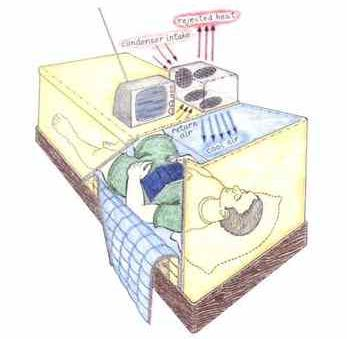 rejected heat
condenser intake
return
air
cool air